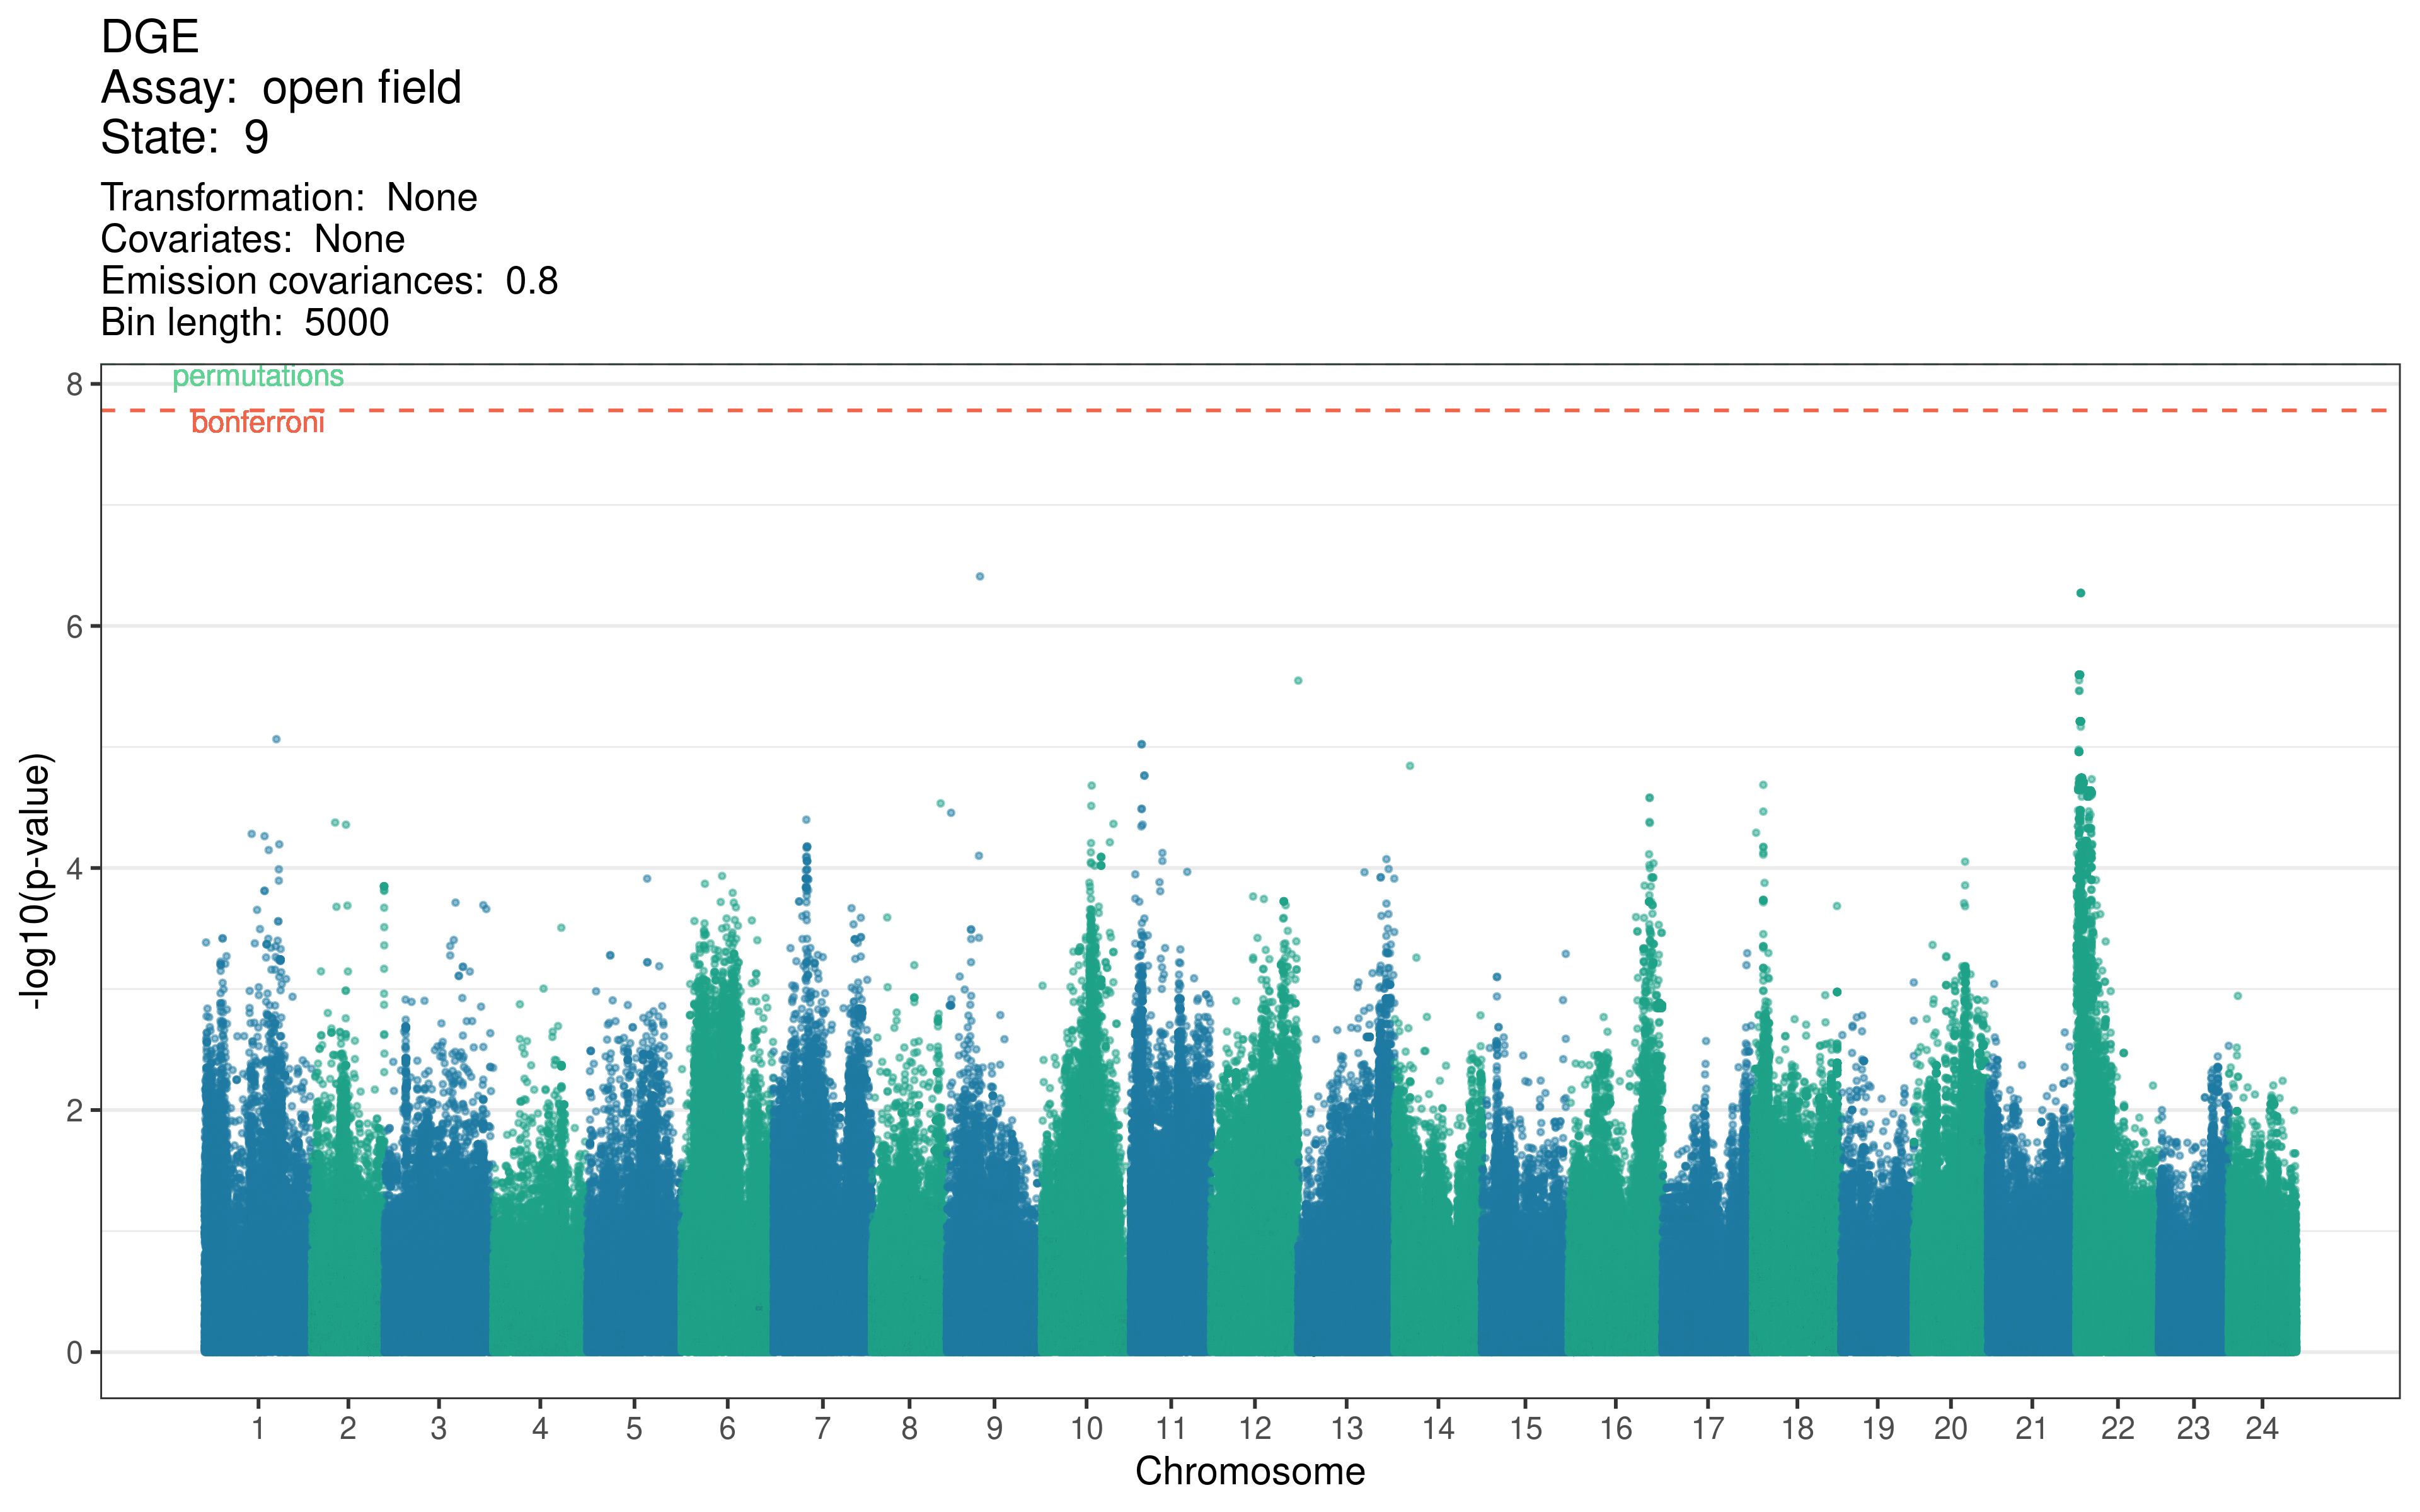 DGE
Assay:  open field
State:  9
Transformation:  None
Covariates:  None
Emission covariances:  0.8
Bin length:  5000
permutations
bonferroni
8
6
4
2
0
-log10(p-value)
1 2 3 4 5 6 7 8 9 10 11 12 13 14 15 16 17 18 19 20 21 22 23 24
Chromosome